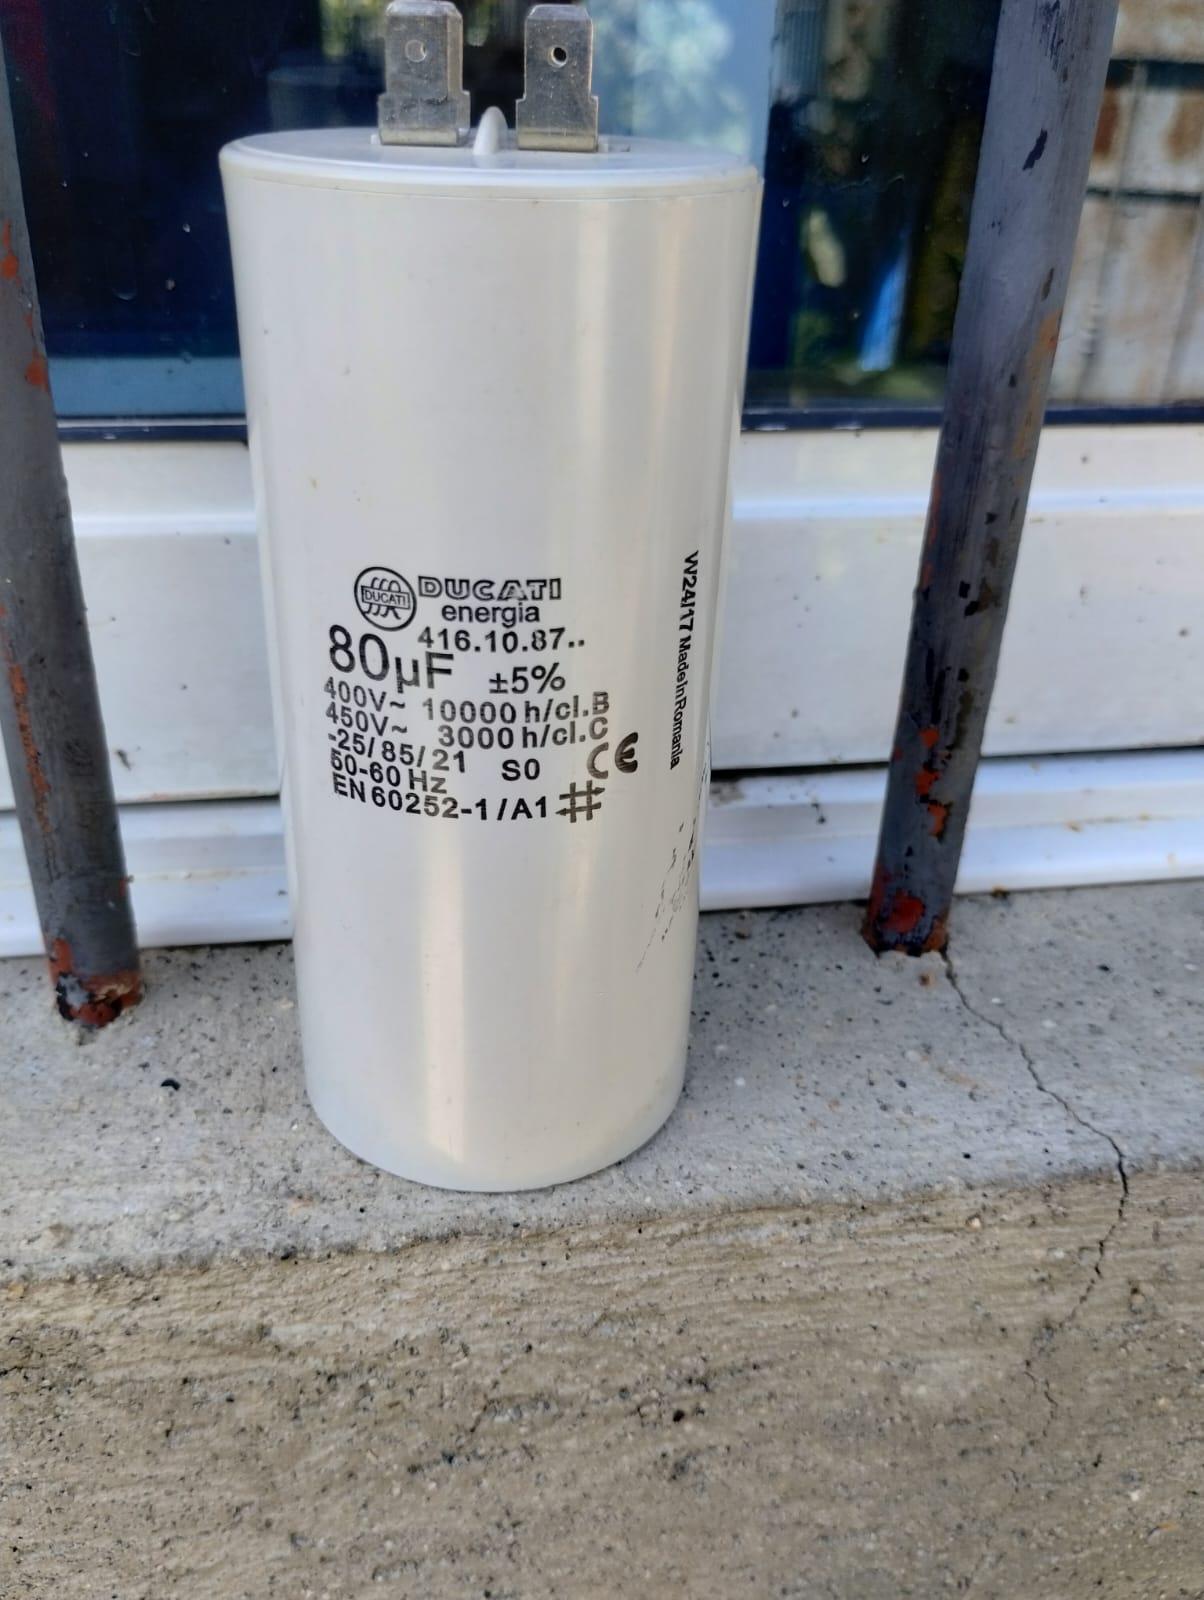 DUCATI
DUCATI
energia
416.10.87..
80µF ±5%
400V~ 10000 h/cl.B
450V~ 3000 h/cl.C
-25/85/21 S0 CE
50-60 Hz
EN 60252-1/A1
W24/17 Made In Romania